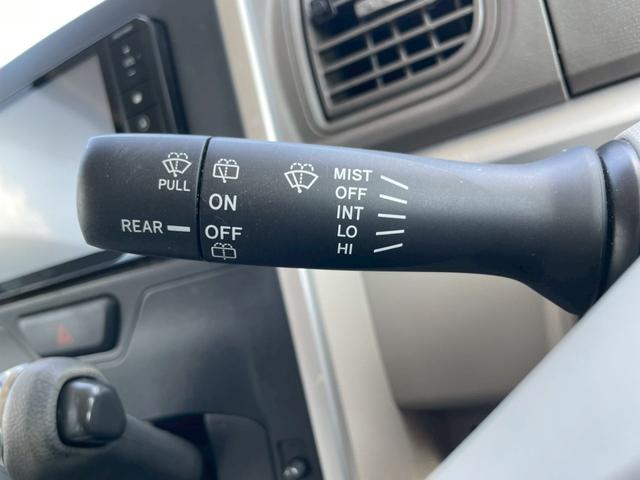 PULL
REAR
ON
OFF
MIST
OFF
INT
LO
HI